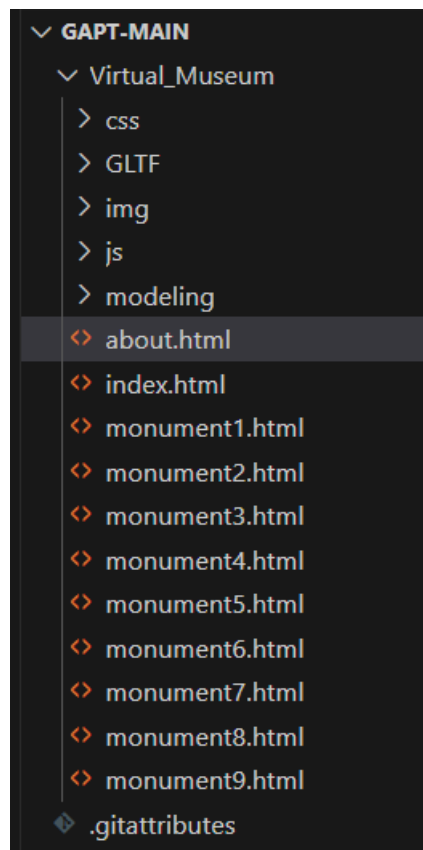 GAPT-MAIN
Virtual_Museum
css
GLTF
img
js
modeling
about.html
index.html
monument1.html
monument2.html
monument3.html
monument4.html
monument5.html
monument6.html
monument7.html
monument8.html
monument9.html
.gitattributes